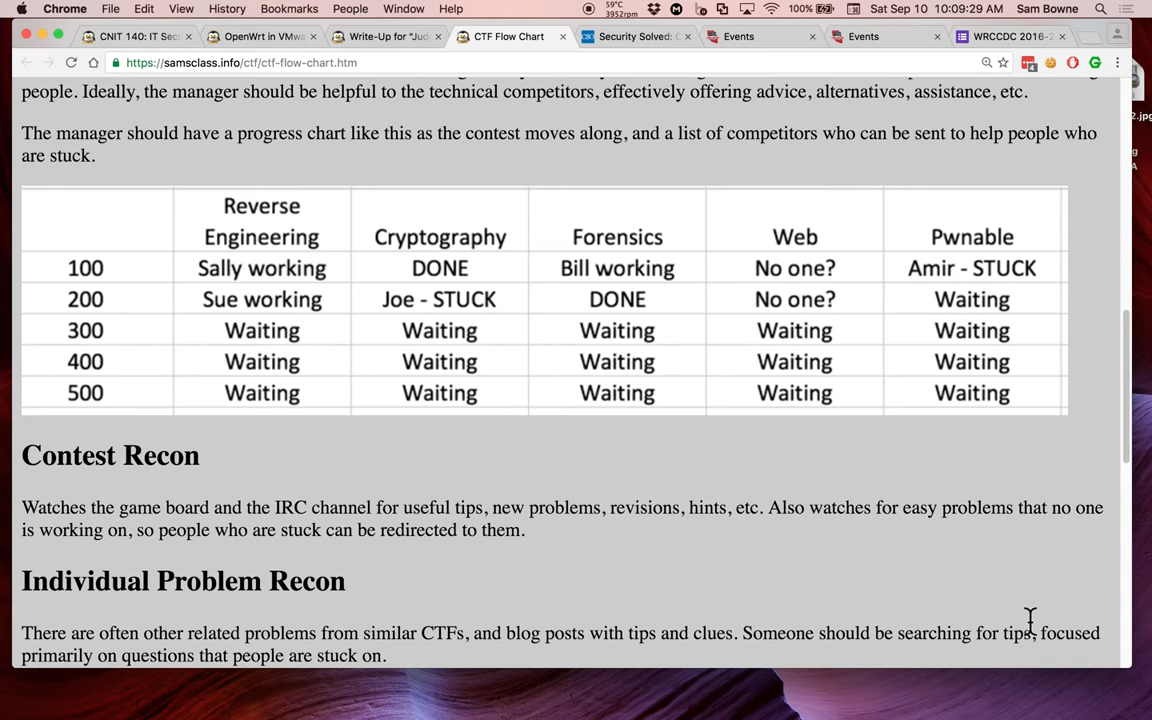 Chrome File Edit View History Bookmarks People Window Help 59°C 3952rpm 100% Sat Sep 10 10:09:29 AM Sam Bowne
CNIT 140: IT Sec OpenWrt in VMwa Write-Up for "Jud CTF Flow Chart Security Solved: C Events Events WRCCDC 2016-2
https://samsclass.info/ctf/ctf-flow-chart.htm
people. Ideally, the manager should be helpful to the technical competitors, effectively offering advice, alternatives, assistance, etc.
The manager should have a progress chart like this as the contest moves along, and a list of competitors who can be sent to help people who
are stuck.
Reverse
Engineering Cryptography Forensics Web Pwnable
100 Sally working DONE Bill working No one? Amir - STUCK
200 Sue working Joe - STUCK DONE No one? Waiting
300 Waiting Waiting Waiting Waiting Waiting
400 Waiting Waiting Waiting Waiting Waiting
500 Waiting Waiting Waiting Waiting Waiting
Contest Recon
Watches the game board and the IRC channel for useful tips, new problems, revisions, hints, etc. Also watches for easy problems that no one
is working on, so people who are stuck can be redirected to them.
Individual Problem Recon
There are often other related problems from similar CTFs, and blog posts with tips and clues. Someone should be searching for tips, focused
primarily on questions that people are stuck on.
2.jpg